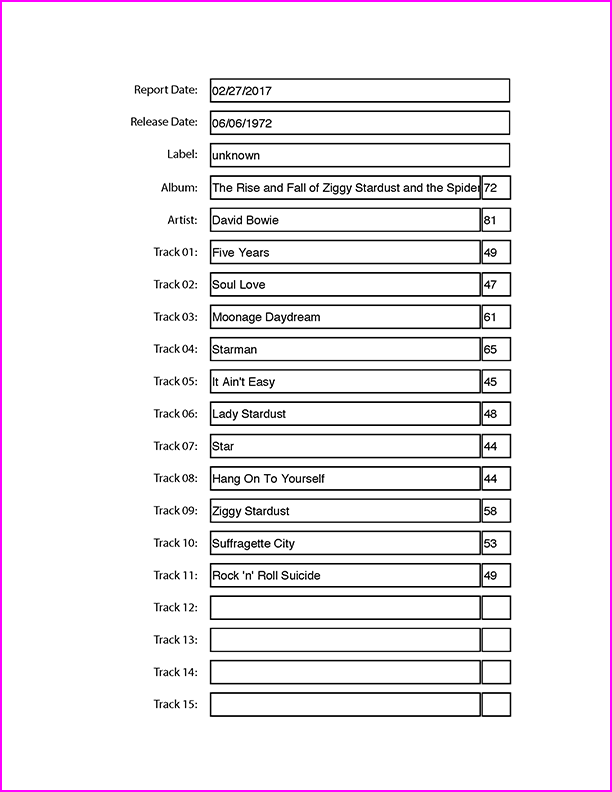 Report Date: 02/27/2017
Release Date: 06/06/1972
Label: unknown
Album: The Rise and Fall of Ziggy Stardust and the Spider 72
Artist: David Bowie 81
Track 01: Five Years 49
Track 02: Soul Love 47
Track 03: Moonage Daydream 61
Track 04: Starman 65
Track 05: It Ain't Easy 45
Track 06: Lady Stardust 48
Track 07: Star 44
Track 08: Hang On To Yourself 44
Track 09: Ziggy Stardust 58
Track 10: Suffragette City 53
Track 11: Rock 'n' Roll Suicide 49
Track 12:
Track 13:
Track 14:
Track 15: